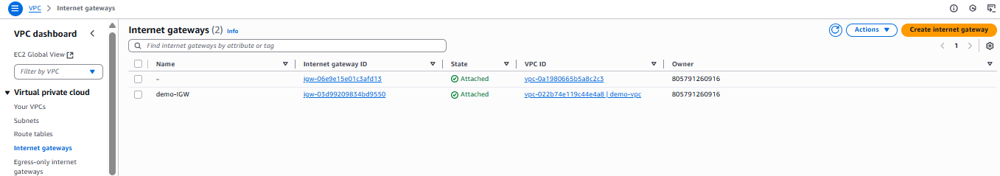 VPC > Internet gateways
VPC dashboard
EC2 Global View
Filter by VPC
Virtual private cloud
Your VPCs
Subnets
Route tables
Internet gateways
Egress-only internet
gateways
Internet gateways (2) Info
Actions
Create internet gateway
Find internet gateways by attribute or tag
1
Name Internet gateway ID State VPC ID Owner
– igw-06e9e15e01c3afd13 Attached vpc-0a1980665b5a8c2c3 805791260916
demo-IGW igw-03d99209834bd9550 Attached vpc-022b74e119c44e4a8 | demo-vpc 805791260916